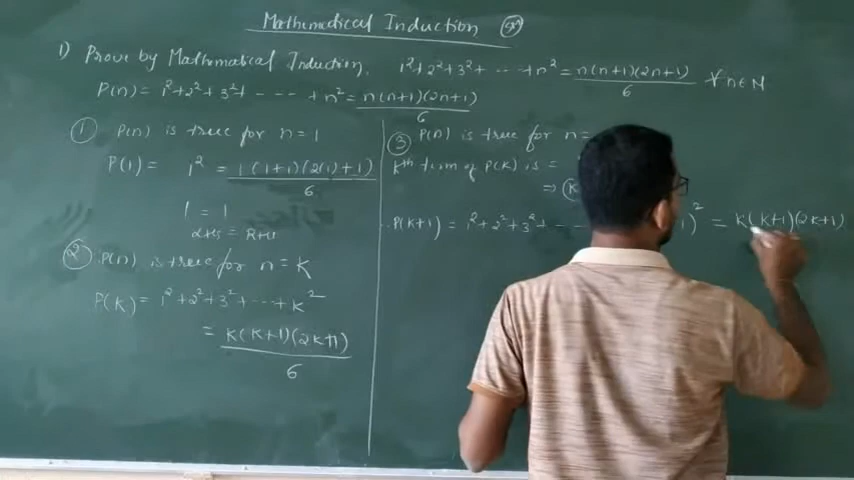 Mathematical Induction
1) Prove by Mathematical Induction, 1² + 2² + 3² + - - - + n² = n(n+1)(2n+1) / 6 ∀ n ∈ N
P(n) = 1² + 2² + 3² + - - - - + n² = n(n+1)(2n+1) / 6
① P(n) is true for n = 1
P(1) = 1² = 1(1+1)(2(1)+1) / 6
1 = 1
LHS = RHS
② P(n) is true for n = K
P(K) = 1² + 2² + 3² + - - - + K²
= K(K+1)(2K+1) / 6
③ P(n) is true for n =
Kth term of P(K) is =
⇒ (K
P(K+1) = 1² + 2² + 3² + - - - 1)² = K(K+1)(2K+1)